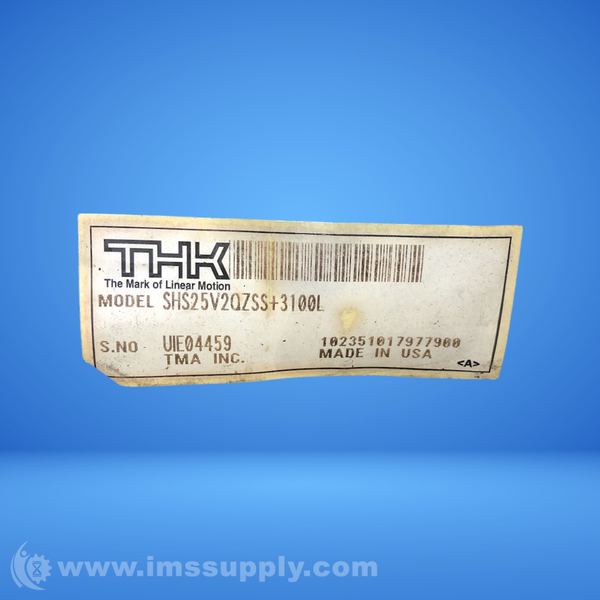 THK
The Mark of Linear Motion
MODEL SHS25V2QZSS+3100L
S.NO UIE04459 102351017977900
TMA INC. MADE IN USA
<A>
www.imssupply.com